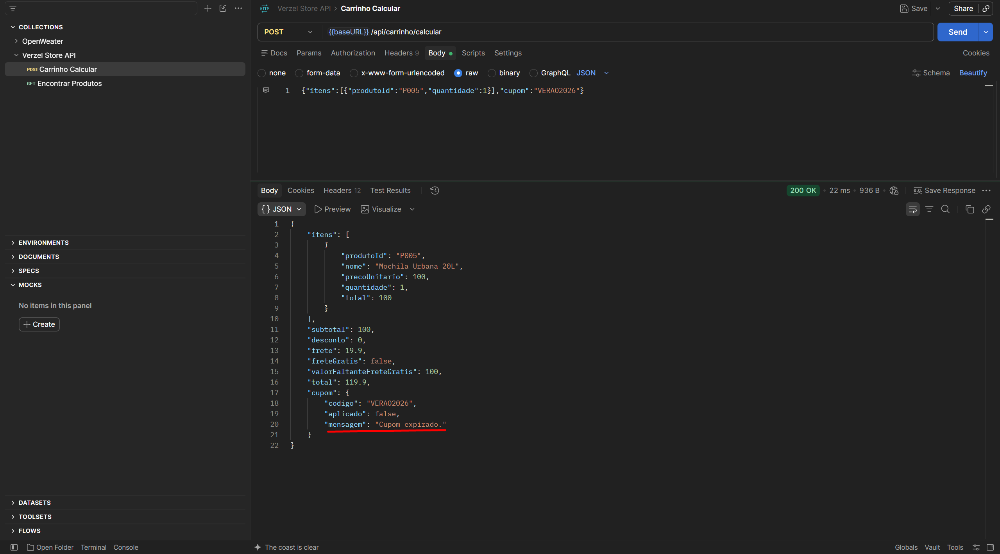 Verzel Store API > Carrinho Calcular
Save
Share
COLLECTIONS
OpenWeater
Verzel Store API
POST Carrinho Calcular
GET Encontrar Produtos
POST
{{baseURL}} /api/carrinho/calcular
Send
Docs Params Authorization Headers 9 Body Scripts Settings
Cookies
none form-data x-www-form-urlencoded raw binary GraphQL JSON
Schema Beautify
1 {"itens":[{"produtoId":"P005","quantidade":1}],"cupom":"VERAO2026"}
Body Cookies Headers 12 Test Results
200 OK • 22 ms • 936 B •
e.g. Save Response
{} JSON Preview Visualize
1 {
2 "itens": [
3 {
4 "produtoId": "P005",
5 "nome": "Mochila Urbana 20L",
6 "precoUnitario": 100,
7 "quantidade": 1,
8 "total": 100
9 }
10 ],
11 "subtotal": 100,
12 "desconto": 0,
13 "frete": 19.9,
14 "freteGratis": false,
15 "valorFaltanteFreteGratis": 100,
16 "total": 119.9,
17 "cupom": {
18 "codigo": "VERAO2026",
19 "aplicado": false,
20 "mensagem": "Cupom expirado."
21 }
22 }
ENVIRONMENTS
DOCUMENTS
SPECS
MOCKS
No items in this panel
+ Create
DATASETS
TOOLSETS
FLOWS
Open Folder Terminal Console
The coast is clear
Globals Vault Tools
HTTP